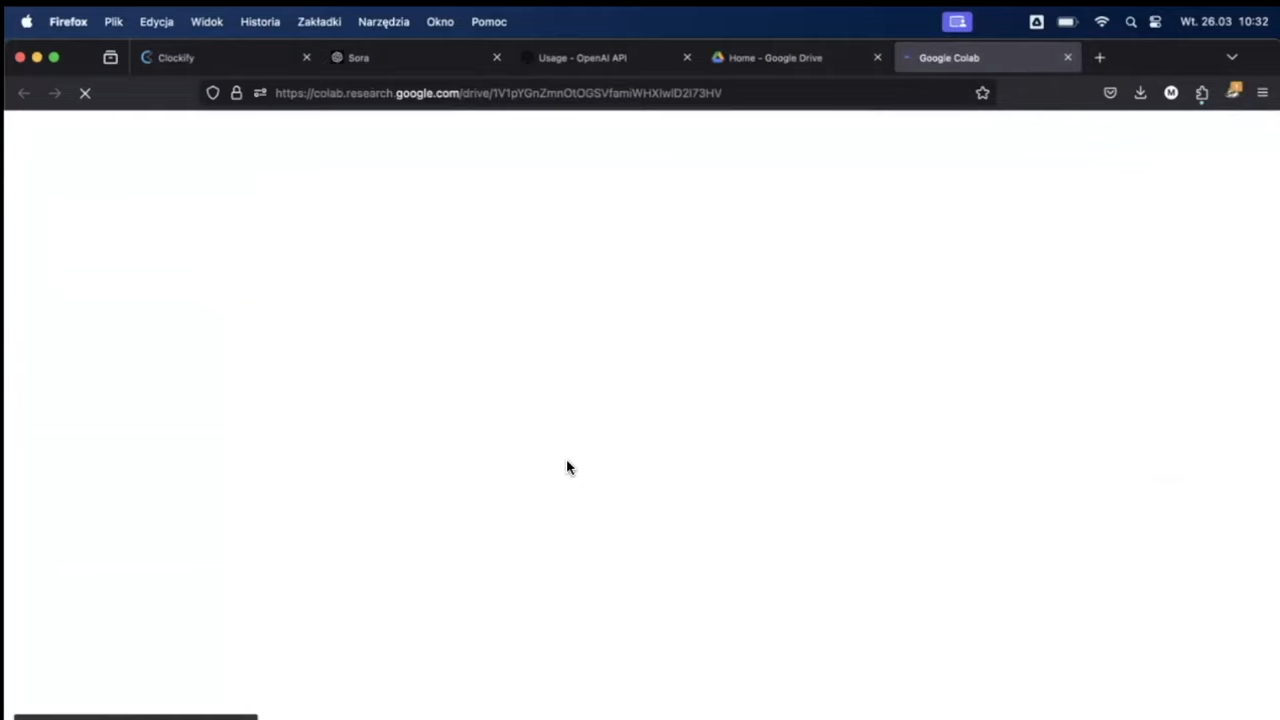 Firefox Plik Edycja Widok Historia Zakładki Narzędzia Okno Pomoc Wt. 26.03 10:32
Clockify Sora Usage - OpenAI API Home - Google Drive Google Colab
https://colab.research.google.com/drive/1V1pYGnZmnOtOGSVfamiWHXIwID2I73HV M